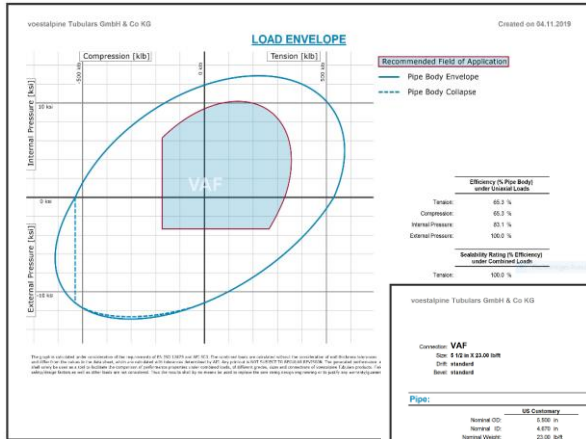 voestalpine Tubulars GmbH & Co KG
Created on 04.11.2019
LOAD ENVELOPE
Compression [klb]
Tension [klb]
-500 klb
0 klb
500 klb
Internal Pressure [ksi]
External Pressure [ksi]
10 ksi
0 ksi
-10 ksi
VAF
Recommended Field of Application
Pipe Body Envelope
Pipe Body Collapse
Efficiency (% Pipe Body)
under Uniaxial Loads
Tension: 65.3 %
Compression: 65.3 %
Internal Pressure: 83.1 %
External Pressure: 100.0 %
Sealability Rating (% Efficiency)
under Combined Loads
Tension: 100.0 %
voestalpine Tubulars GmbH & Co KG
Connection: VAF
Size: 5 1/2 in X 23.00 lb/ft
Drift: standard
Bevel: standard
Pipe:
US Customary
Nominal OD: 5.500 in
Nominal ID: 4.670 in
Nominal Weight: 23.00 lb/ft